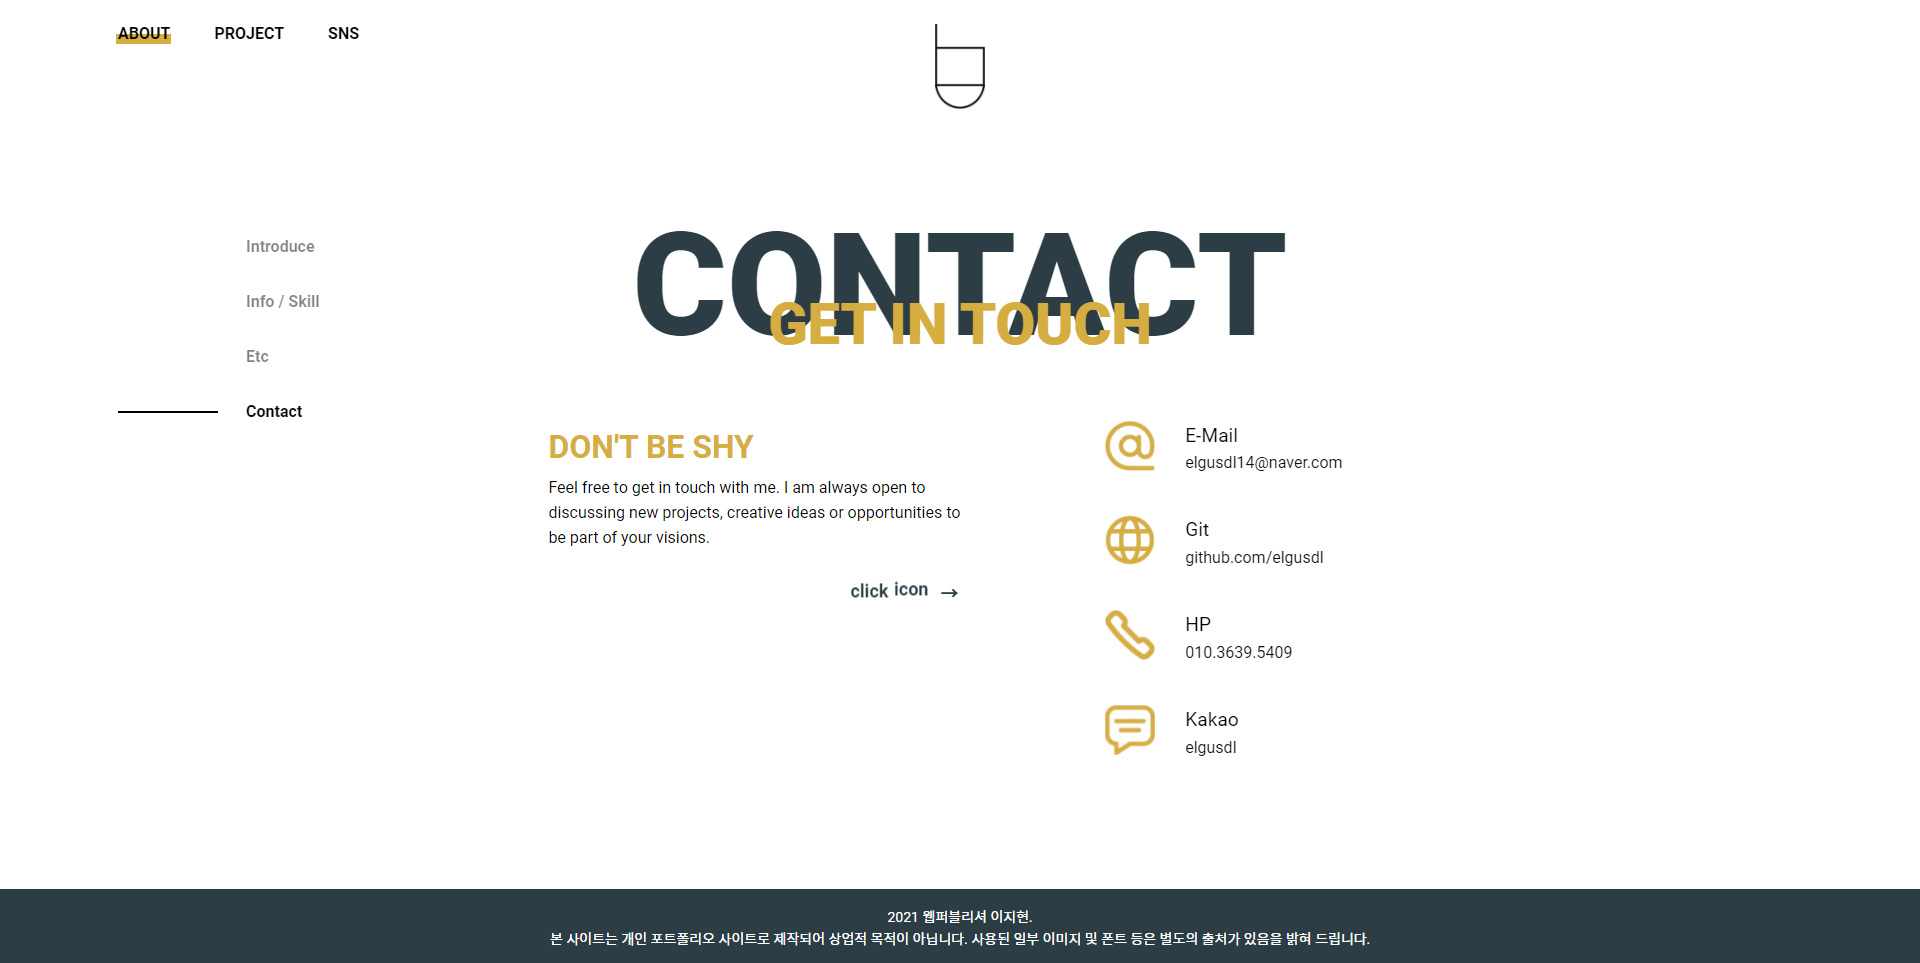 ABOUT PROJECT SNS
Introduce
Info / Skill
Etc
Contact
CONTACT
GET IN TOUCH
DON'T BE SHY
Feel free to get in touch with me. I am always open to
discussing new projects, creative ideas or opportunities to
be part of your visions.
click icon →
E-Mail
elgusdl14@naver.com
Git
github.com/elgusdl
HP
010.3639.5409
Kakao
elgusdl
2021 웹퍼블리셔 이지현.
본 사이트는 개인 포트폴리오 사이트로 제작되어 상업적 목적이 아닙니다. 사용된 일부 이미지 및 폰트 등은 별도의 출처가 있음을 밝혀 드립니다.